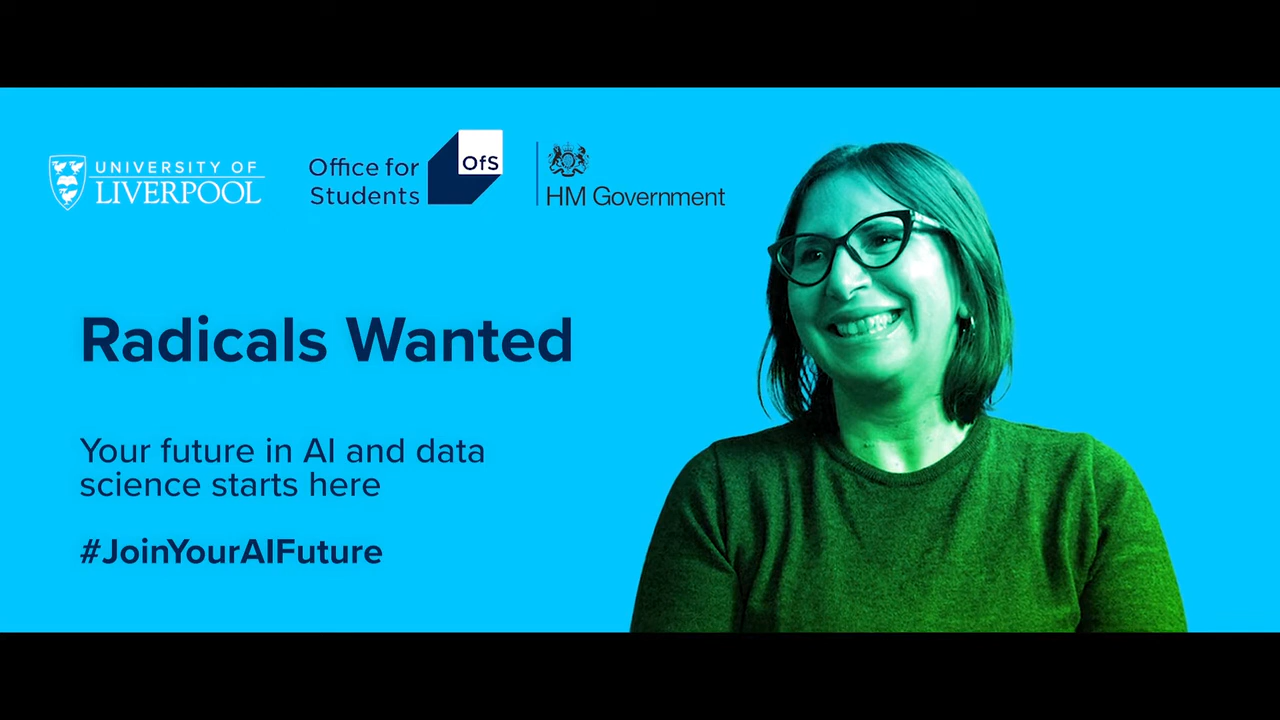 UNIVERSITY OF
LIVERPOOL
Office for
Students
OfS
HM Government
Radicals Wanted
Your future in AI and data
science starts here
#JoinYourAIFuture